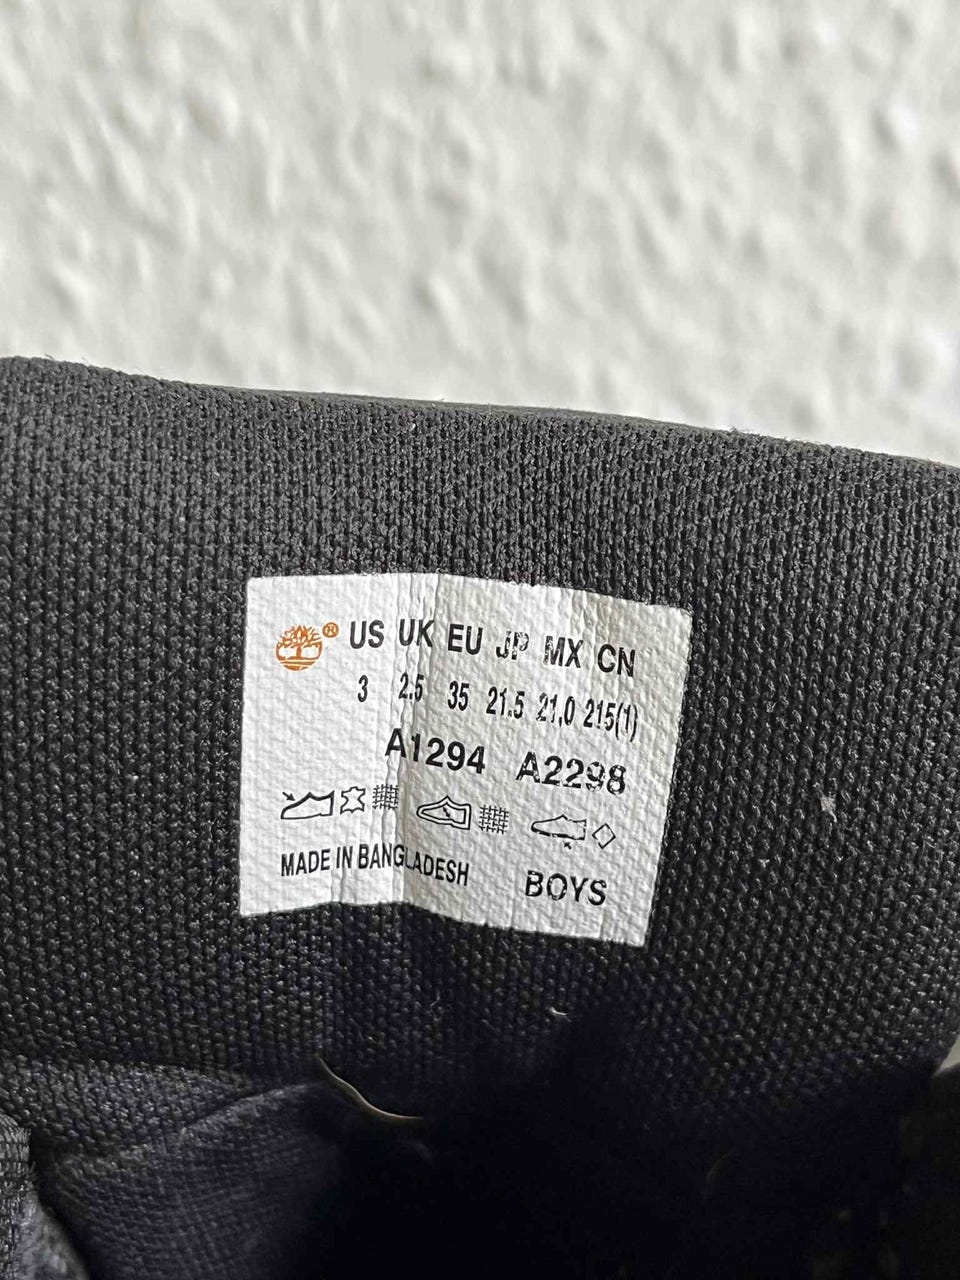 ® US UK EU JP MX CN
3 2.5 35 21.5 21,0 215(1)
A1294 A2298
MADE IN BANGLADESH BOYS